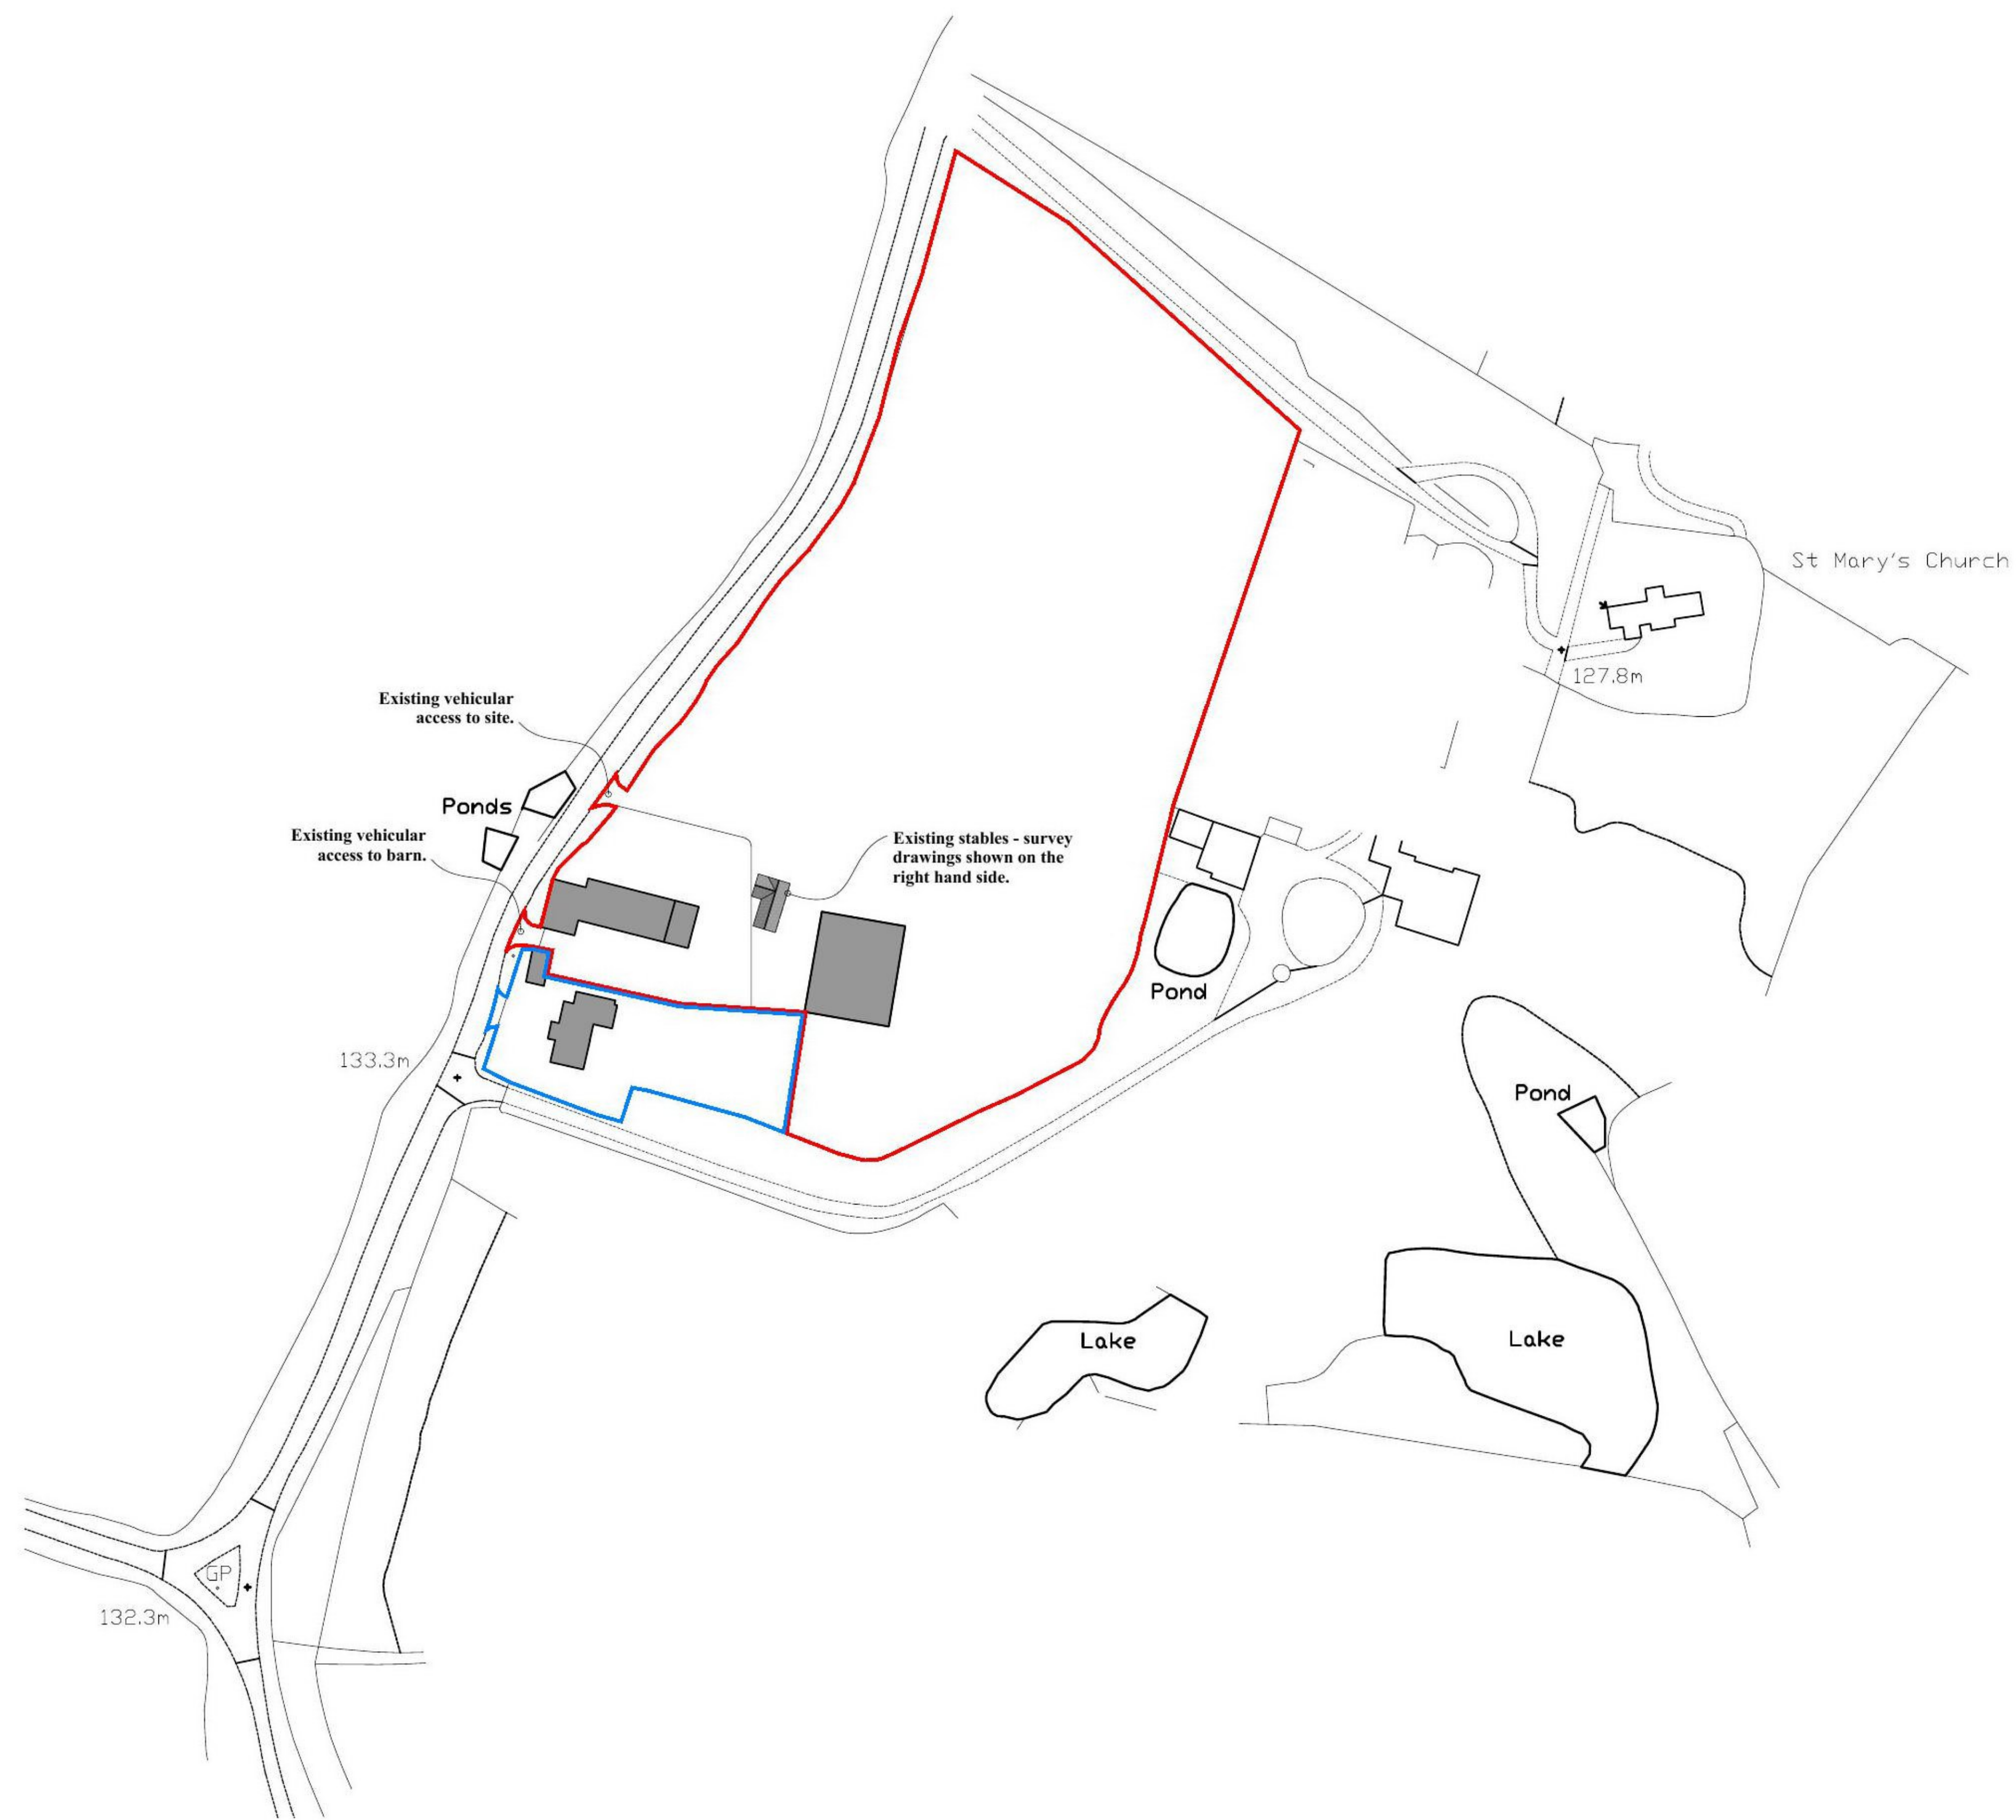 St Mary's Church
127.8m
Existing vehicular
access to site.
Ponds
Existing vehicular
access to barn.
Existing stables - survey
drawings shown on the
right hand side.
Pond
133.3m
Pond
Lake
Lake
GP
132.3m